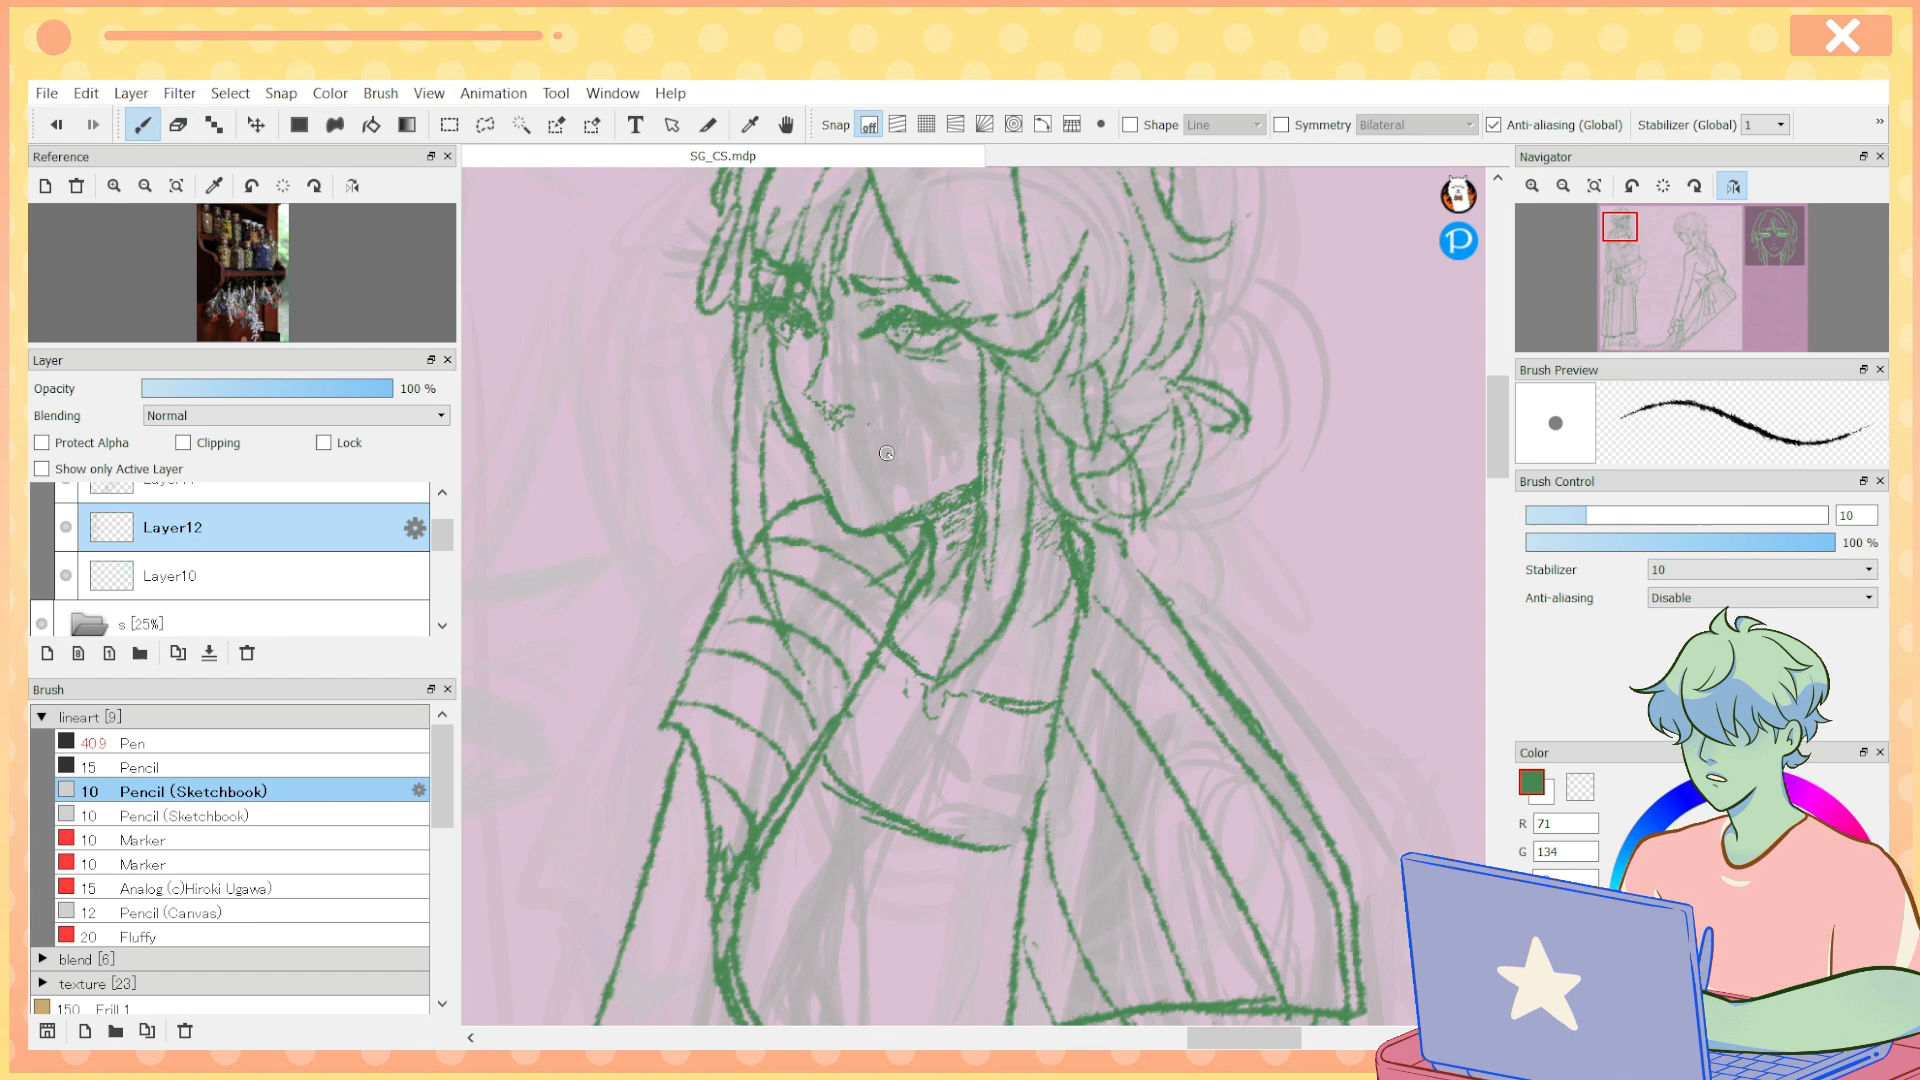 File Edit Layer Filter Select Snap Color Brush View Animation Tool Window Help
T Snap off Shape Line Symmetry Bilateral Anti-aliasing (Global) Stabilizer (Global) 1
Reference
SG_CS.mdp
Navigator
Layer
Opacity 100 %
Blending Normal
Protect Alpha Clipping Lock
Show only Active Layer
Layer12
Layer10
s [25%]
Brush
lineart [9]
40.9 Pen
15 Pencil
10 Pencil (Sketchbook)
10 Pencil (Sketchbook)
10 Marker
10 Marker
15 Analog (c)Hiroki Ugawa)
12 Pencil (Canvas)
20 Fluffy
blend [6]
texture [23]
150 Frill 1
P
Brush Preview
Brush Control
10
100 %
Stabilizer 10
Anti-aliasing Disable
Color
R 71
G 134